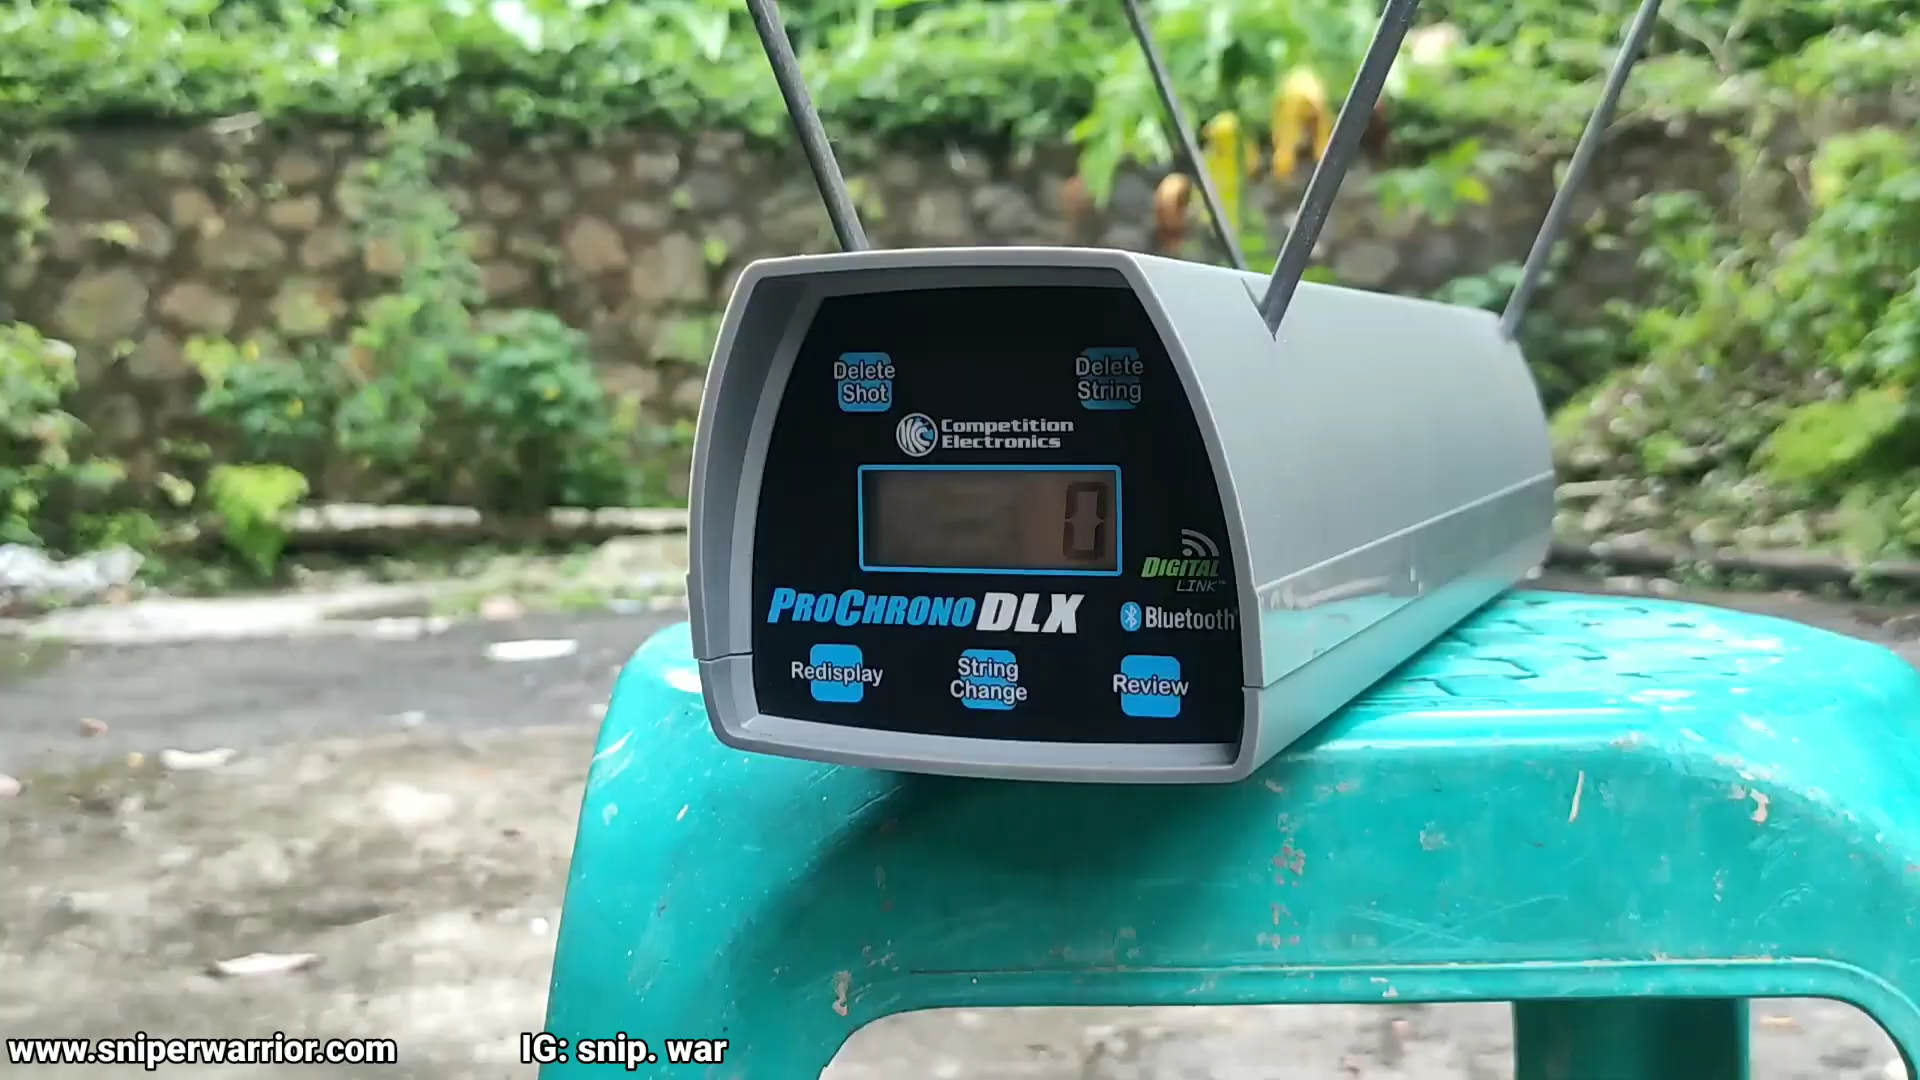 Delete
Shot
Delete
String
Competition
Electronics
0
DIGITAL
LINK™
PROCHRONO DLX
Bluetooth®
Redisplay
String
Change
Review
www.sniperwarrior.com
IG: snip. war